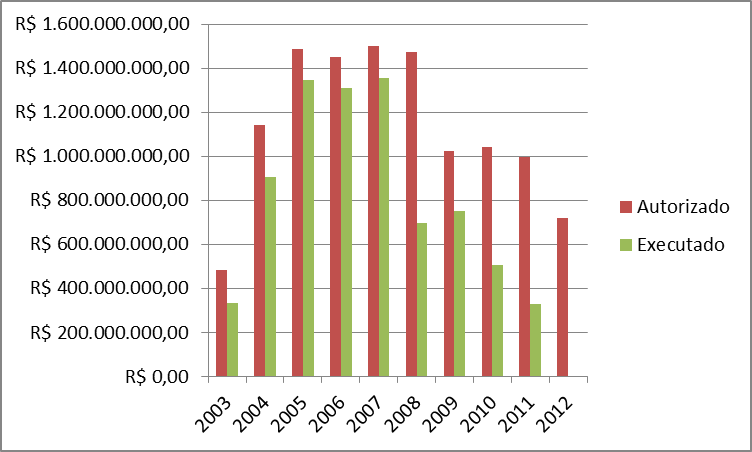 R$ 1.600.000.000,00
R$ 1.400.000.000,00
R$ 1.200.000.000,00
R$ 1.000.000.000,00
R$ 800.000.000,00
R$ 600.000.000,00
R$ 400.000.000,00
R$ 200.000.000,00
R$ 0,00
2003 2004 2005 2006 2007 2008 2009 2010 2011 2012
Autorizado
Executado